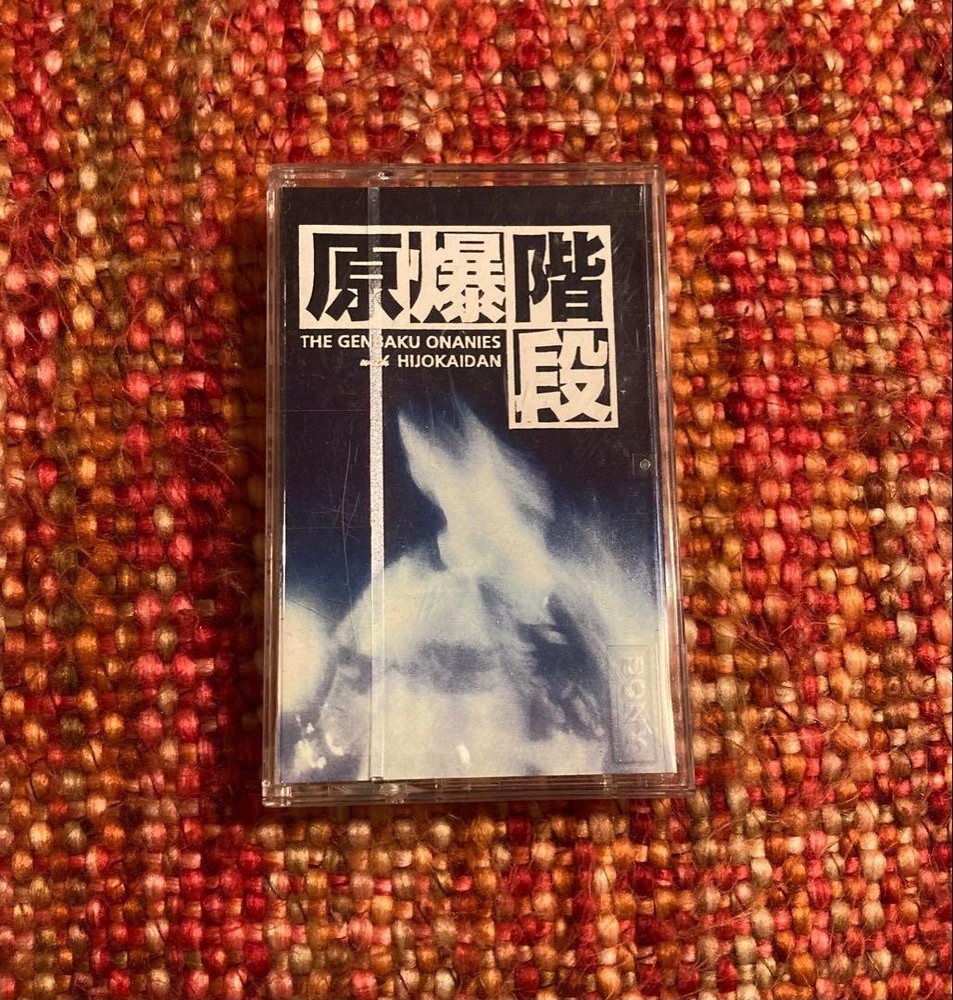 原爆階
段
THE GENBAKU ONANIES
with HIJOKAIDAN
SONY